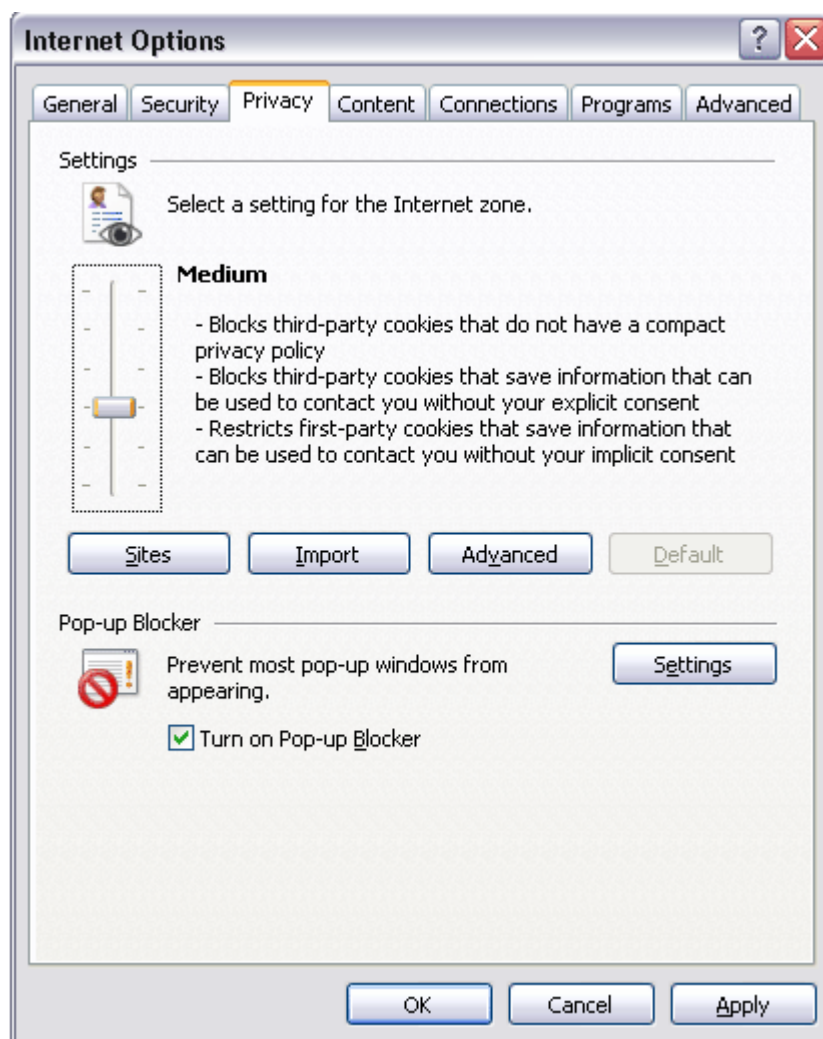 Internet Options
General Security Privacy Content Connections Programs Advanced
Settings
Select a setting for the Internet zone.
Medium
- Blocks third-party cookies that do not have a compact
privacy policy
- Blocks third-party cookies that save information that can
be used to contact you without your explicit consent
- Restricts first-party cookies that save information that
can be used to contact you without your implicit consent
Sites Import Advanced Default
Pop-up Blocker
Prevent most pop-up windows from
appearing.
Settings
Turn on Pop-up Blocker
OK Cancel Apply